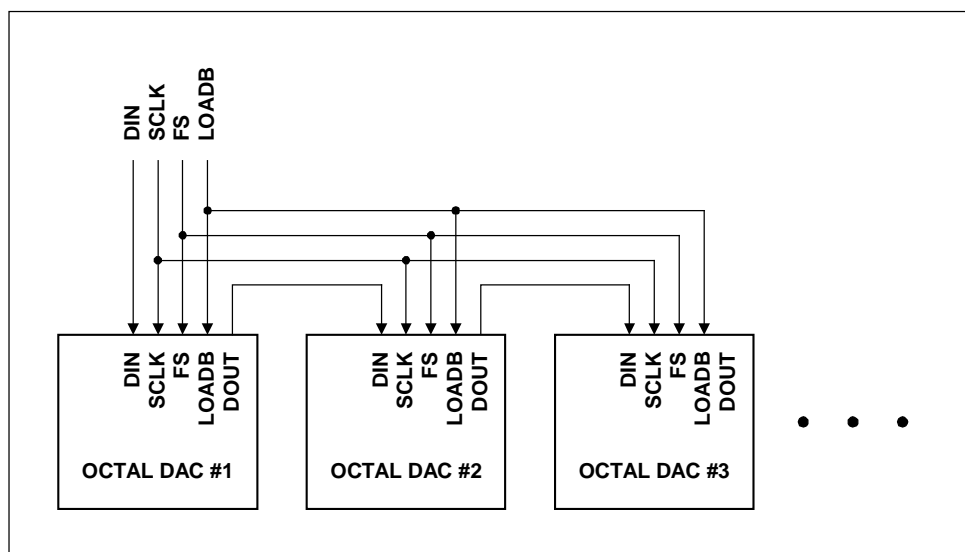 DIN
SCLK
FS
LOADB
DIN
SCLK
FS
LOADB
DOUT
OCTAL DAC #1
DIN
SCLK
FS
LOADB
DOUT
OCTAL DAC #2
DIN
SCLK
FS
LOADB
DOUT
OCTAL DAC #3